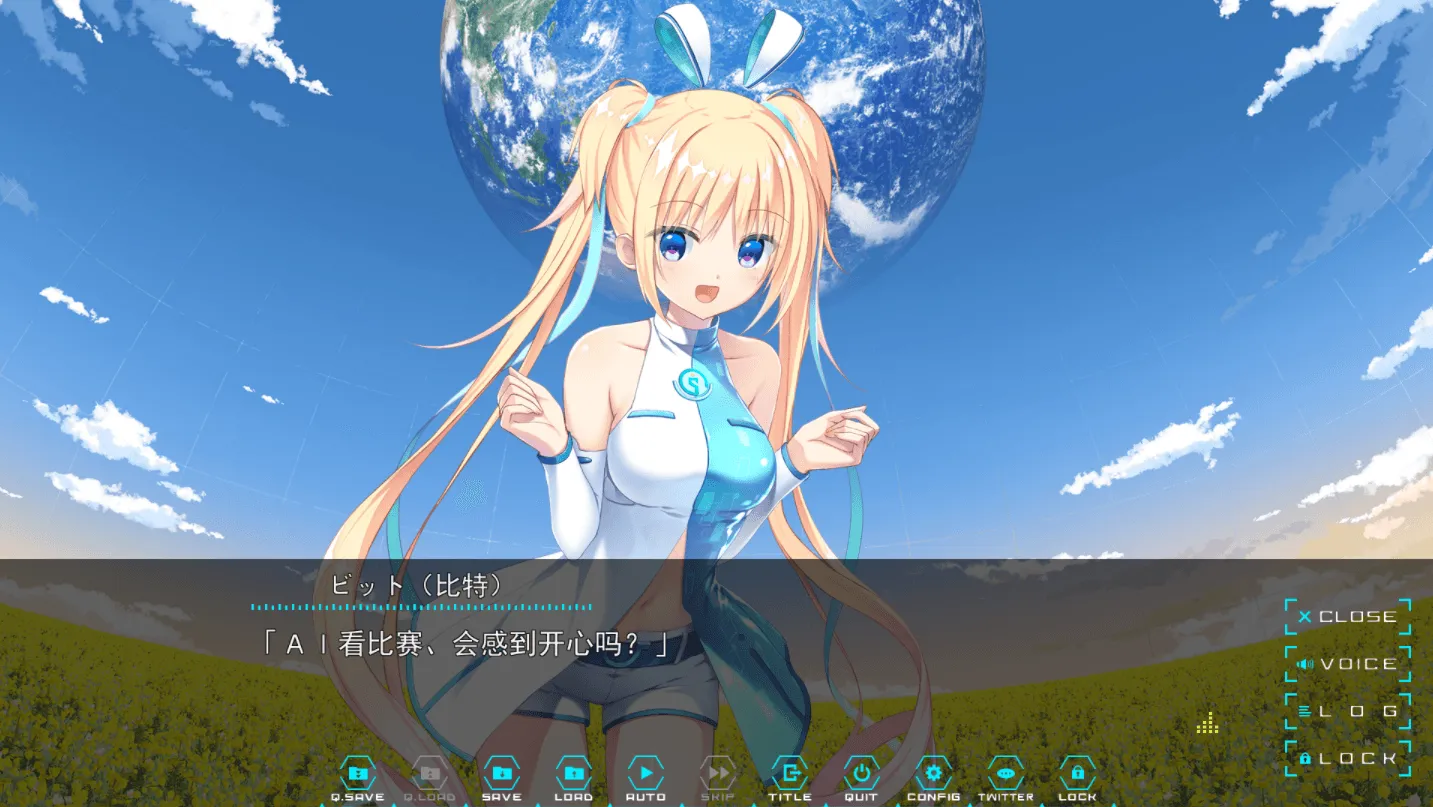 ビット（比特）
「ＡＩ看比赛、会感到开心吗？」
CLOSE
VOICE
LOG
LOCK
Q.SAVE
Q.LOAD
SAVE
LOAD
AUTO
SKIP
TITLE
QUIT
CONFIG
TWITTER
LOCK